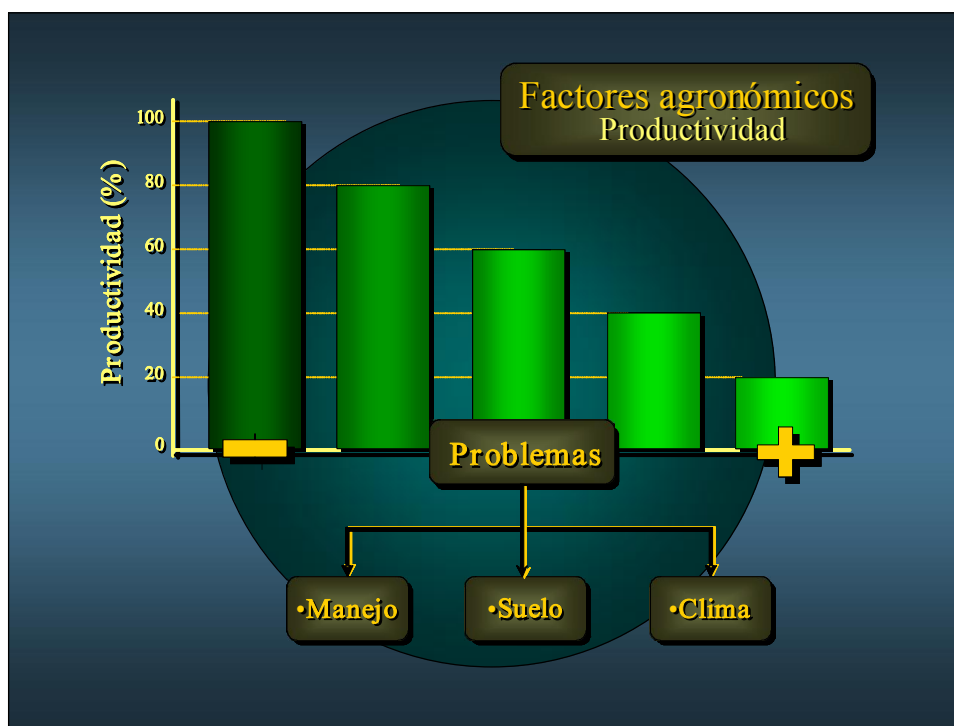 Factores agronómicos
Productividad
Productividad (%)
100
80
60
40
20
0
Problemas
•Manejo
•Suelo
•Clima